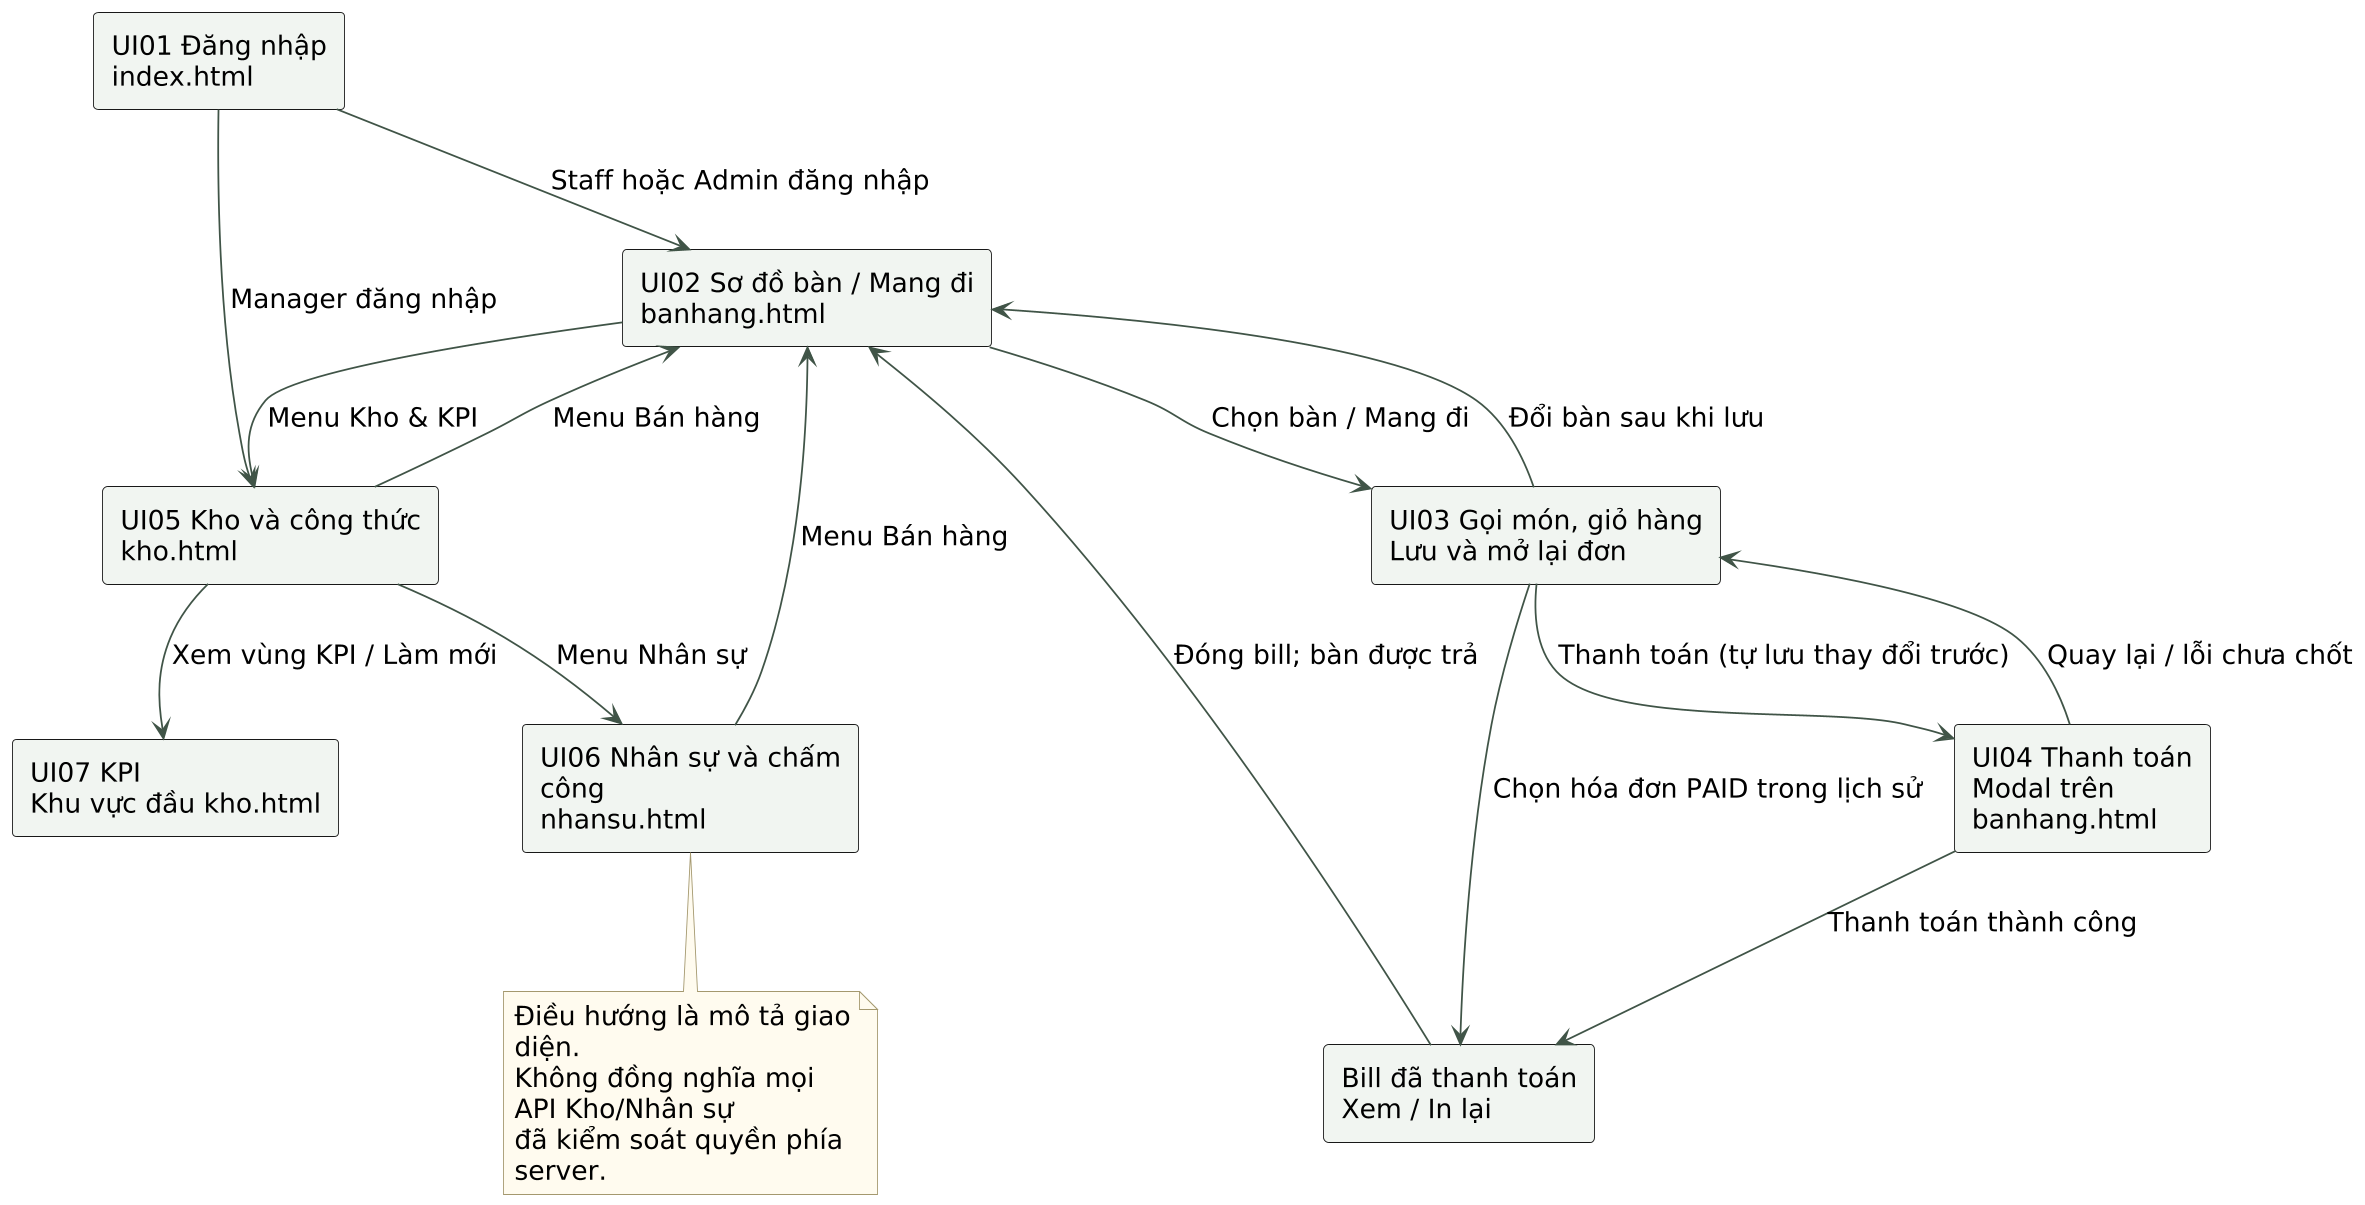 UI01 Đăng nhập
index.html
Staff hoặc Admin đăng nhập
Manager đăng nhập
UI02 Sơ đồ bàn / Mang đi
banhang.html
Menu Kho & KPI
Menu Bán hàng
Chọn bàn / Mang đi
Đổi bàn sau khi lưu
UI05 Kho và công thức
kho.html
Menu Bán hàng
UI03 Gọi món, giỏ hàng
Lưu và mở lại đơn
Xem vùng KPI / Làm mới
Menu Nhân sự
Đóng bill; bàn được trả
Thanh toán (tự lưu thay đổi trước)
Quay lại / lỗi chưa chốt
UI07 KPI
Khu vực đầu kho.html
UI06 Nhân sự và chấm
công
nhansu.html
Chọn hóa đơn PAID trong lịch sử
UI04 Thanh toán
Modal trên
banhang.html
Thanh toán thành công
Điều hướng là mô tả giao
diện.
Không đồng nghĩa mọi
API Kho/Nhân sự
đã kiểm soát quyền phía
server.
Bill đã thanh toán
Xem / In lại